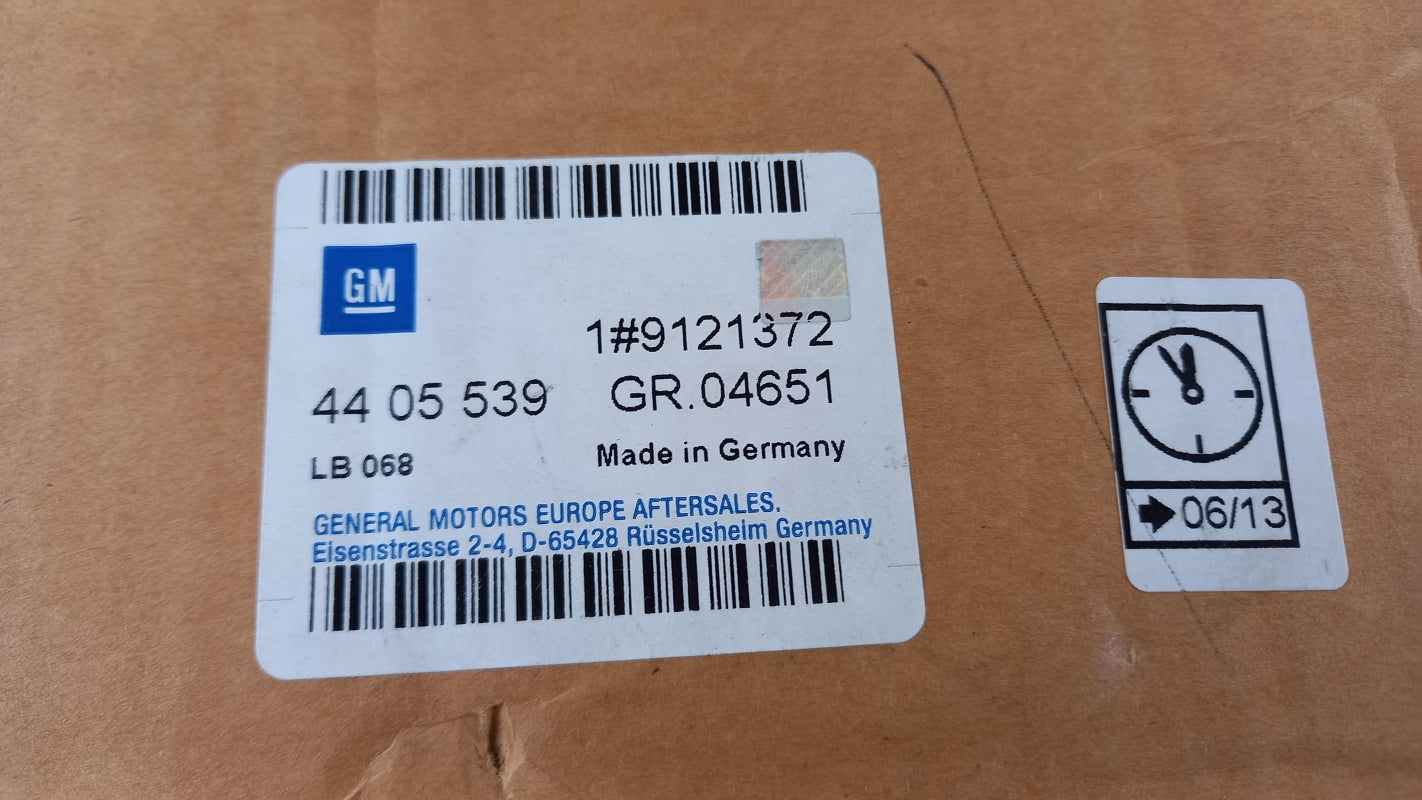 GM
1#9121372
44 05 539 GR.04651
LB 068 Made in Germany
GENERAL MOTORS EUROPE AFTERSALES.
Eisenstrasse 2-4, D-65428 Rüsselsheim Germany
06/13